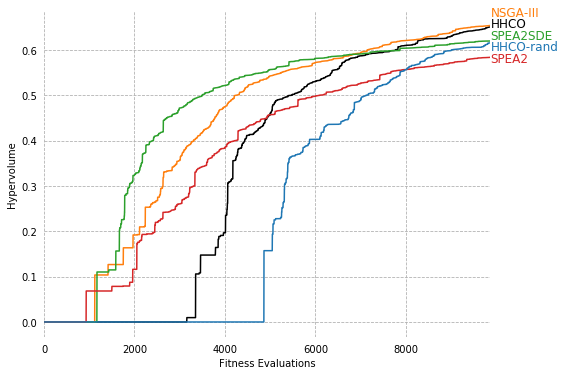 NSGA-III
HHCO
SPEA2SDE
HHCO-rand
SPEA2
0.6
0.5
0.4
0.3
0.2
0.1
0.0
Hypervolume
0 2000 4000 6000 8000
Fitness Evaluations